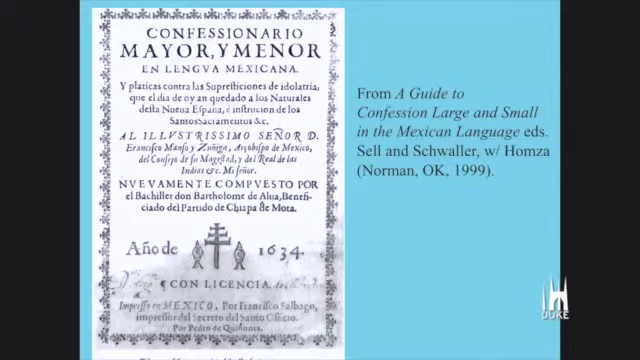 CONFESSIONARIO
MAYOR, Y MENOR
EN LENGVA MEXICANA.
Y platicas contra las Supresticiones de idolatria,
que el dia de oy an quedado a los Naturales
desta Nueua España, è instrucion de los
Santos Sacramentos &c.
AL ILLVSTRISSIMO SEÑOR D.
Francisco Manso y Zuñiga, Arçobispo de Mexico,
del Consejo de su Magestad, y del Real de las
Indias &c. Mi señor.
NVEVAMENTE COMPVESTO POR
el Bachiller don Bartholome de Alua, Benefi-
ciado del Partido de Chiapa de Mota.
Año de 1634.
CON LICENCIA.
Impresso en MEXICO, Por Francisco Salbago,
impressor del Secreto del Santo Officio.
Por Pedro de Quiñones.
From A Guide to
Confession Large and Small
in the Mexican Language eds.
Sell and Schwaller, w/ Homza
(Norman, OK, 1999).
DUKE